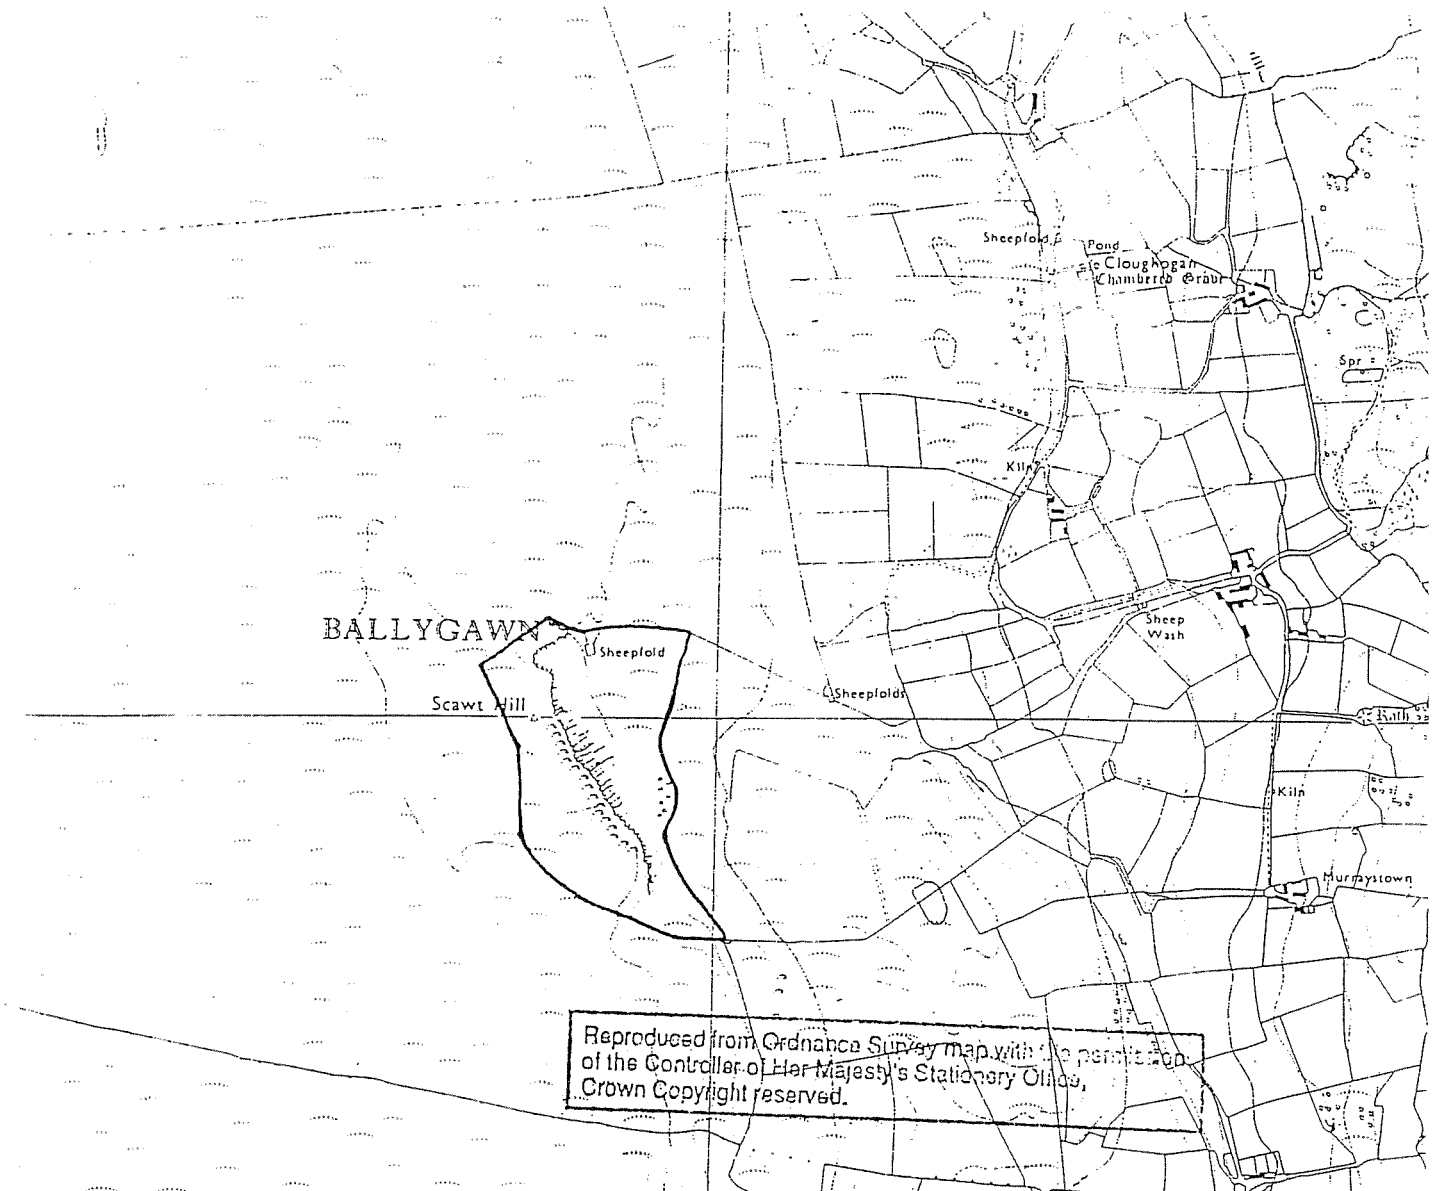 Sheepfold
Pond
Cloughogan
Chambered Grave
Spr
Kiln
BALLYGAWN
Sheepfold
Sheep
Wash
Scawt Hill
Sheepfolds
Rath
Kiln
Murraystown
Reproduced from Ordnance Survey map with the permission
of the Controller of Her Majesty's Stationery Office,
Crown Copyright reserved.